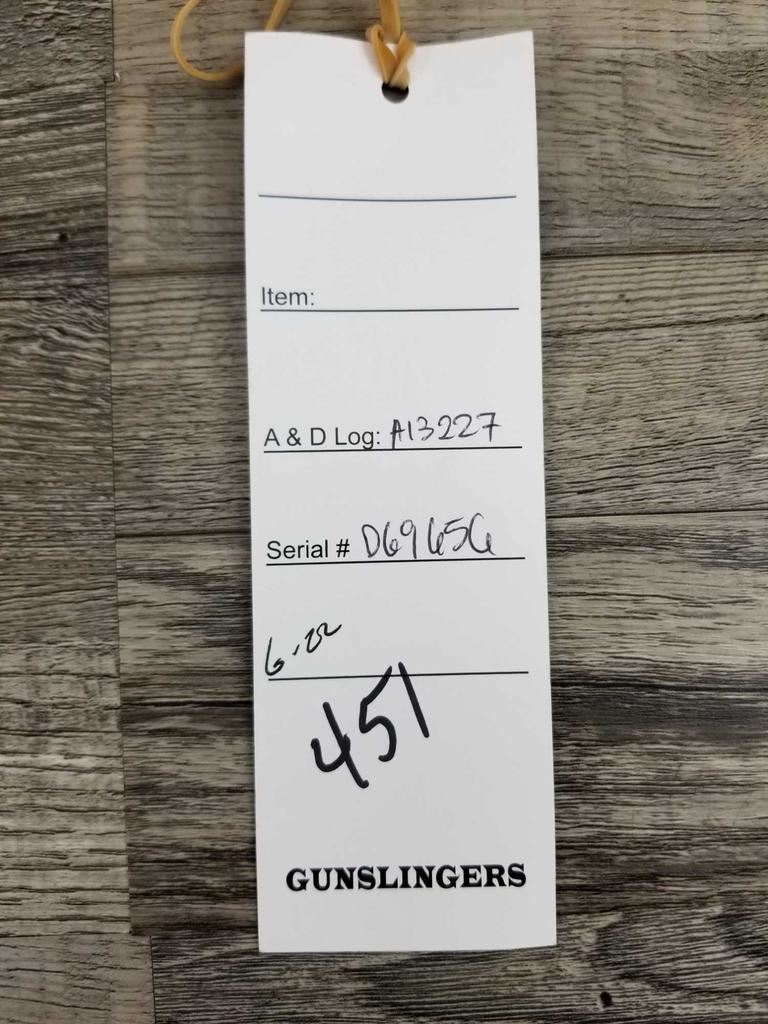 Item:
A & D Log: A13227
Serial # D69656
6-22
451
GUNSLINGERS